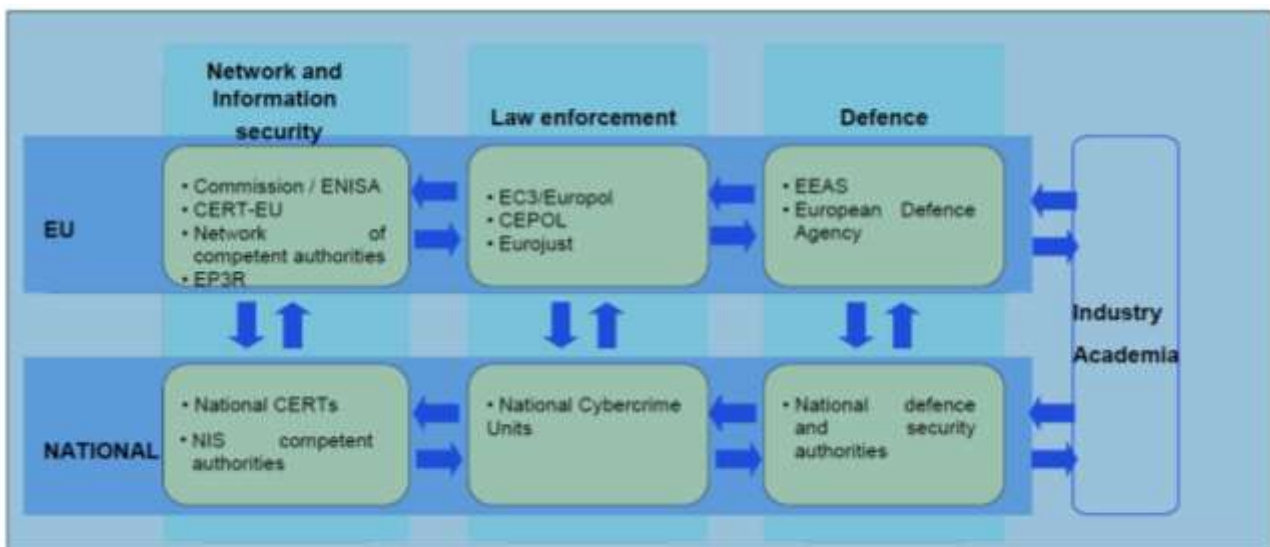 Network and
Information
security
Law enforcement
Defence
EU
• Commission / ENISA
• CERT-EU
• Network of
competent authorities
• EP3R
• EC3/Europol
• CEPOL
• Eurojust
• EEAS
• European Defence
Agency
Industry
Academia
NATIONAL
• National CERTs
• NIS competent
authorities
• National Cybercrime
Units
• National defence
and security
authorities